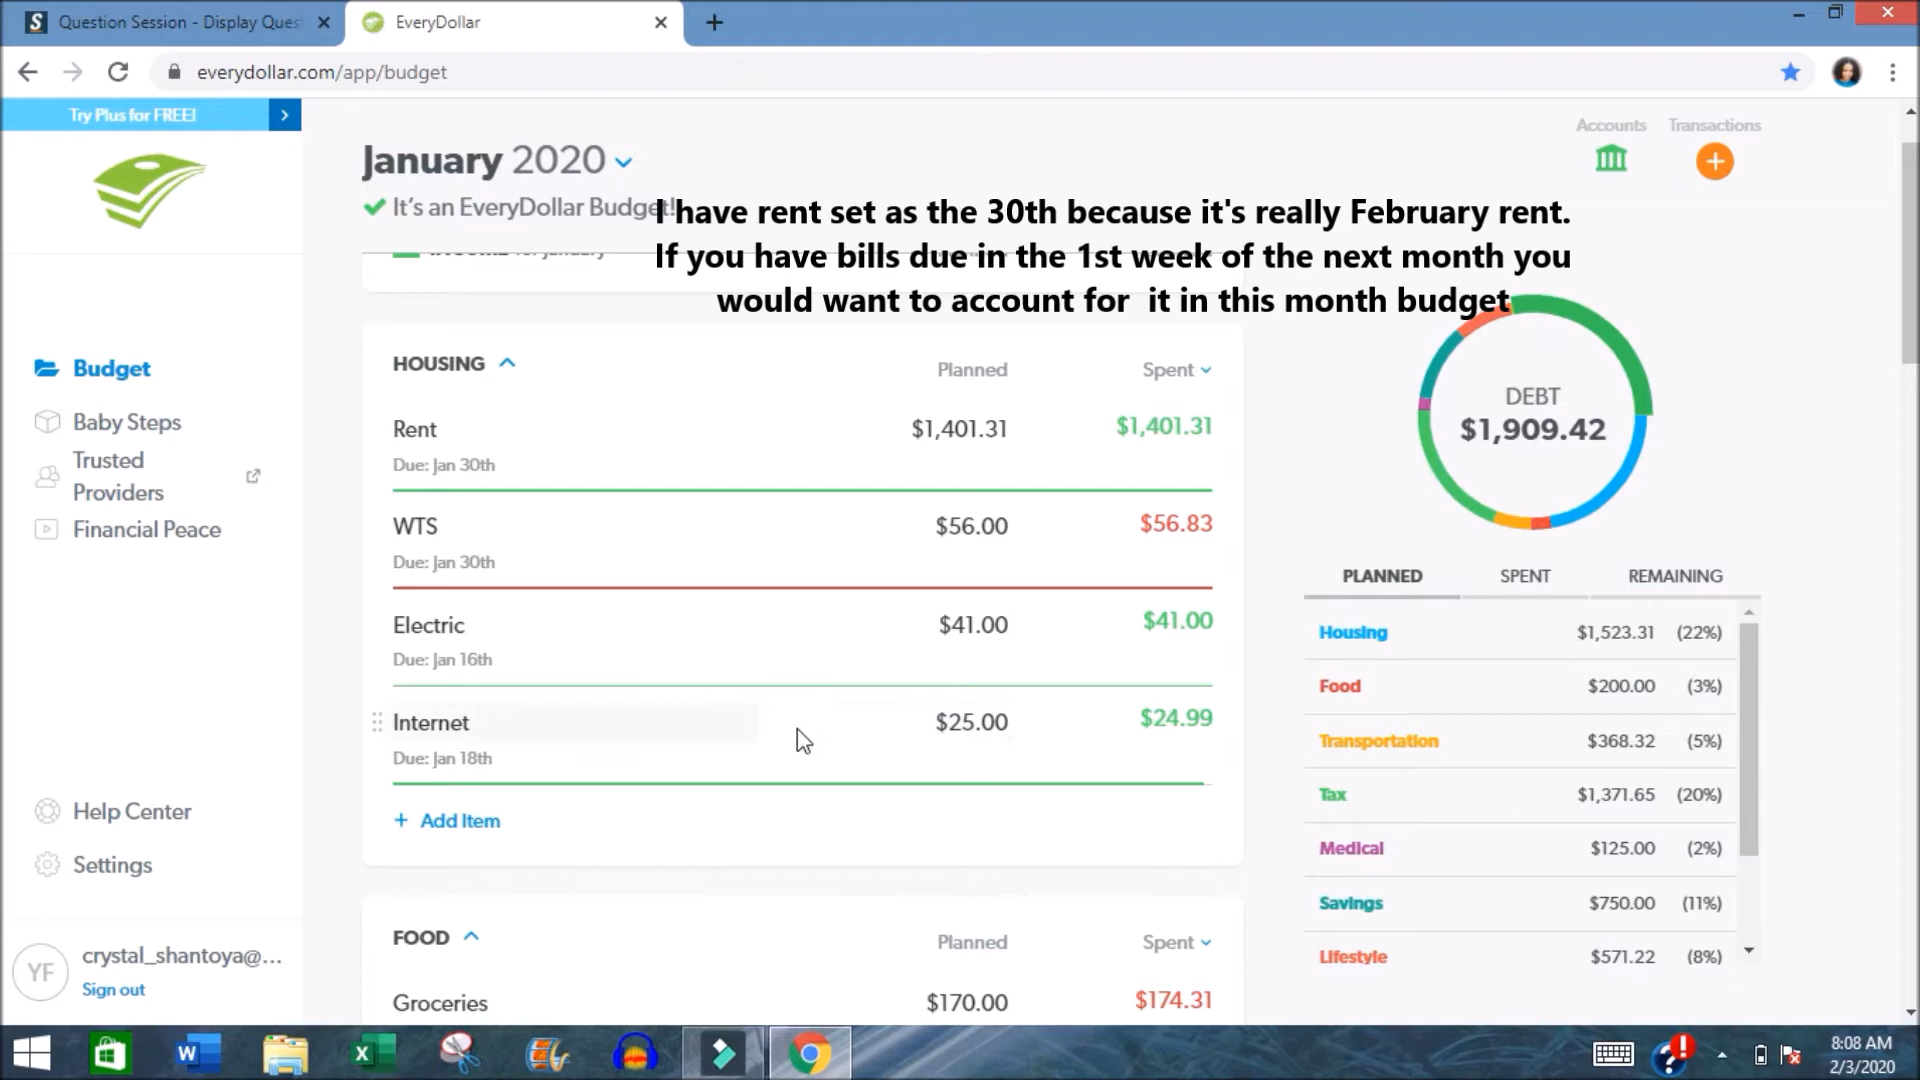 Question Session - Display Ques
EveryDollar
everydollar.com/app/budget
Try Plus for FREE!
January 2020
It's an EveryDollar Budget!
Accounts
Transactions
I have rent set as the 30th because it's really February rent.
If you have bills due in the 1st week of the next month you
would want to account for it in this month budget
Budget
Baby Steps
Trusted
Providers
Financial Peace
Help Center
Settings
YF
crystal_shantoya@...
Sign out
HOUSING
Planned
Spent
Rent
$1,401.31
$1,401.31
Due: Jan 30th
WTS
$56.00
$56.83
Due: Jan 30th
Electric
$41.00
$41.00
Due: Jan 16th
Internet
$25.00
$24.99
Due: Jan 18th
+ Add Item
FOOD
Planned
Spent
Groceries
$170.00
$174.31
DEBT
$1,909.42
PLANNED
SPENT
REMAINING
Housing $1,523.31 (22%)
Food $200.00 (3%)
Transportation $368.32 (5%)
Tax $1,371.65 (20%)
Medical $125.00 (2%)
Savings $750.00 (11%)
Lifestyle $571.22 (8%)
8:08 AM
2/3/2020